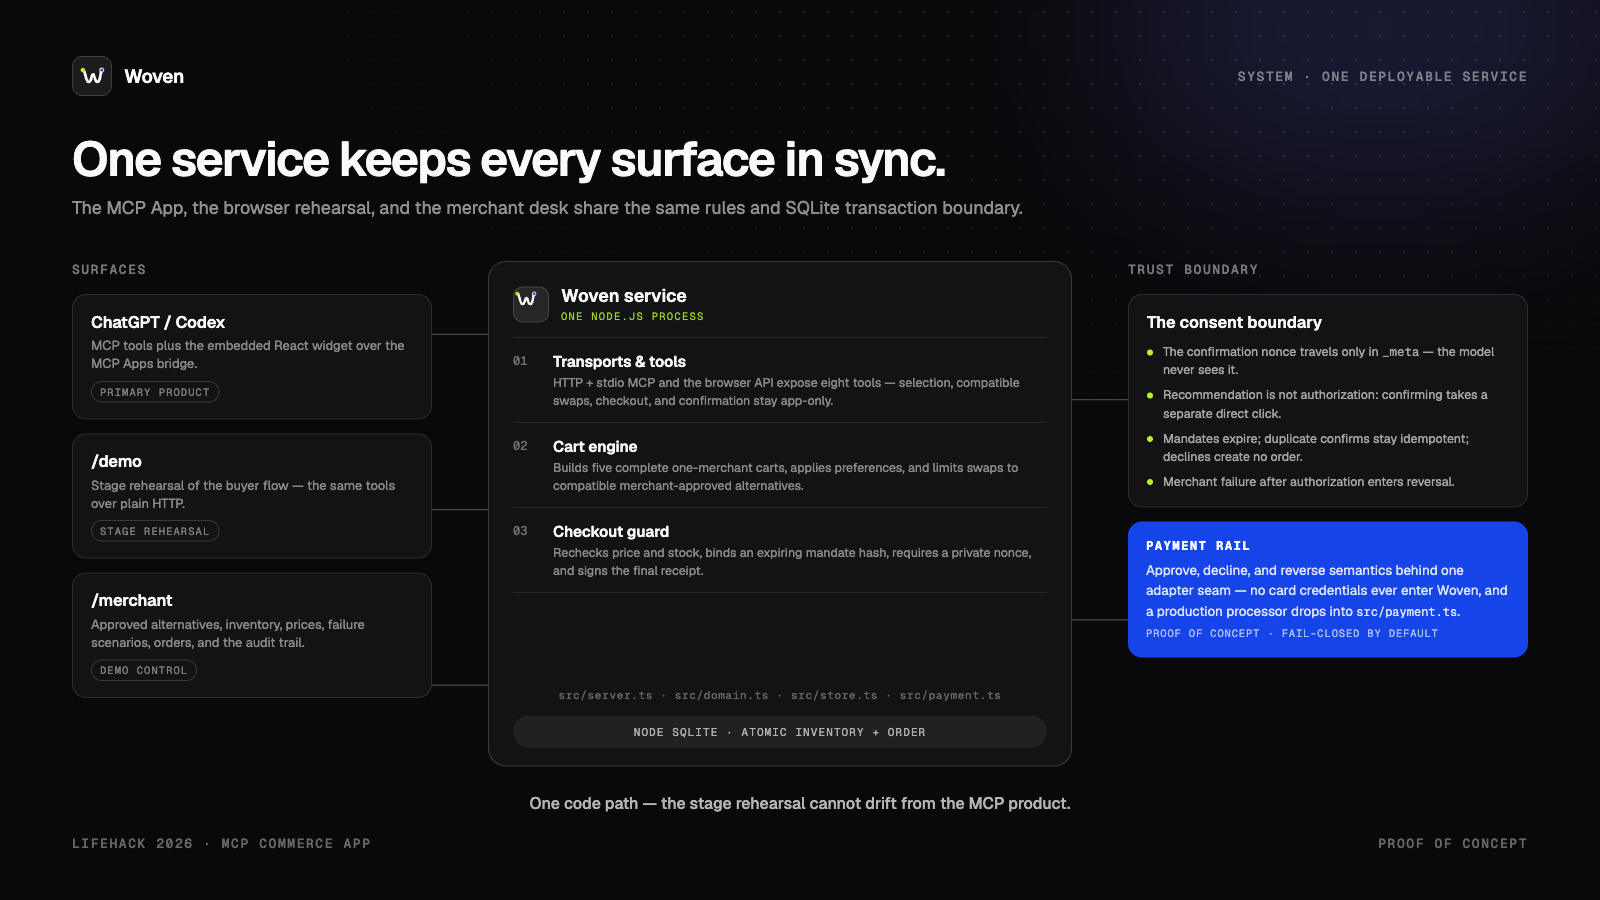 Woven
SYSTEM · ONE DEPLOYABLE SERVICE
One service keeps every surface in sync.
The MCP App, the browser rehearsal, and the merchant desk share the same rules and SQLite transaction boundary.
SURFACES
ChatGPT / Codex
MCP tools plus the embedded React widget over the
MCP Apps bridge.
PRIMARY PRODUCT
/demo
Stage rehearsal of the buyer flow — the same tools
over plain HTTP.
STAGE REHEARSAL
/merchant
Approved alternatives, inventory, prices, failure
scenarios, orders, and the audit trail.
DEMO CONTROL
Woven service
ONE NODE.JS PROCESS
01
Transports & tools
HTTP + stdio MCP and the browser API expose eight tools — selection, compatible
swaps, checkout, and confirmation stay app-only.
02
Cart engine
Builds five complete one-merchant carts, applies preferences, and limits swaps to
compatible merchant-approved alternatives.
03
Checkout guard
Rechecks price and stock, binds an expiring mandate hash, requires a private nonce,
and signs the final receipt.
src/server.ts · src/domain.ts · src/store.ts · src/payment.ts
NODE SQLITE · ATOMIC INVENTORY + ORDER
TRUST BOUNDARY
The consent boundary
The confirmation nonce travels only in _meta — the model
never sees it.
Recommendation is not authorization: confirming takes a
separate direct click.
Mandates expire; duplicate confirms stay idempotent;
declines create no order.
Merchant failure after authorization enters reversal.
PAYMENT RAIL
Approve, decline, and reverse semantics behind one
adapter seam — no card credentials ever enter Woven, and
a production processor drops into src/payment.ts.
PROOF OF CONCEPT · FAIL-CLOSED BY DEFAULT
One code path — the stage rehearsal cannot drift from the MCP product.
LIFEHACK 2026 · MCP COMMERCE APP
PROOF OF CONCEPT